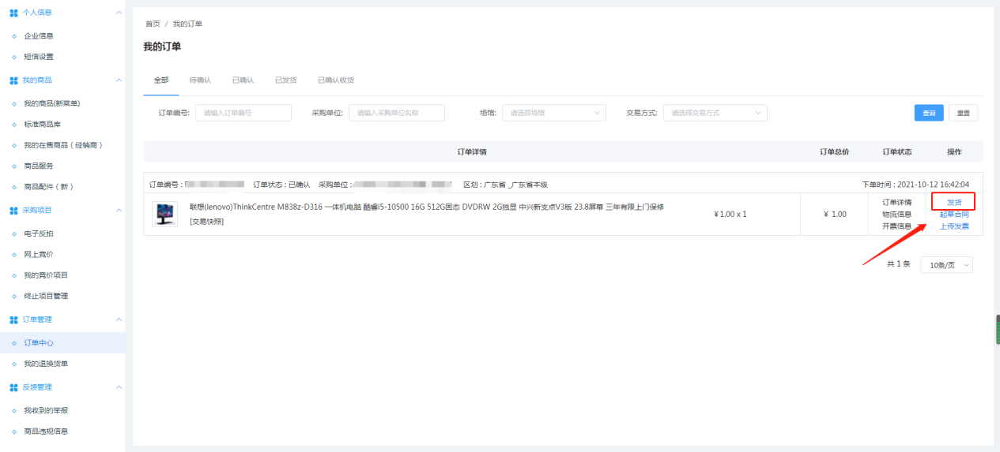 个人信息
企业信息
短信设置
我的商品
我的商品(新菜单)
标准商品库
我的在售商品（经销商）
商品服务
商品配件（新）
采购项目
电子反拍
网上竞价
我的竞价项目
终止项目管理
订单管理
订单中心
我的退换货单
反馈管理
我收到的举报
商品违规信息
首页 / 我的订单
我的订单
全部 待确认 已确认 已发货 已确认收货
订单编号: 请输入订单编号 采购单位: 请输入采购单位名称 场馆: 请选择场馆 交易方式: 请选择交易方式 查询 重置
订单详情 订单总价 订单状态 操作
订单编号 : 订单状态 : 已确认 采购单位 : 区划 : 广东省 _广东省本级 下单时间 : 2021-10-12 16:42:04
联想(lenovo)ThinkCentre M838z-D316 一体机电脑 酷睿i5-10500 16G 512G固态 DVDRW 2G独显 中兴新支点V3版 23.8屏幕 三年有限上门保修
[交易快照]
¥ 1.00 x 1
¥ 1.00
订单详情 发货
物流信息 起草合同
开票信息 上传发票
共 1 条 10条/页